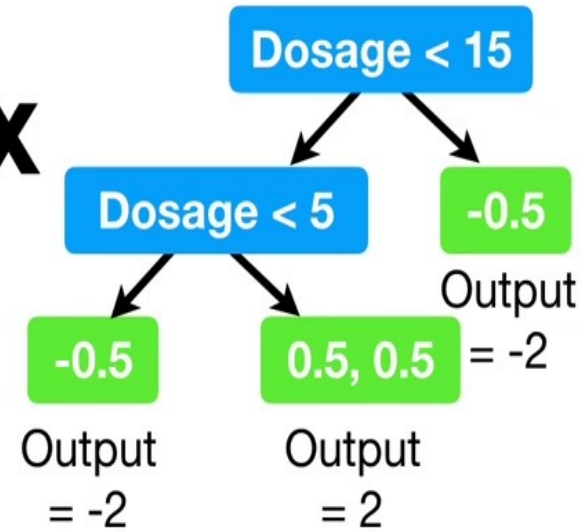 Dosage < 15
x
Dosage < 5
-0.5
Output
= -2
-0.5
Output
= -2
0.5, 0.5
Output
= 2